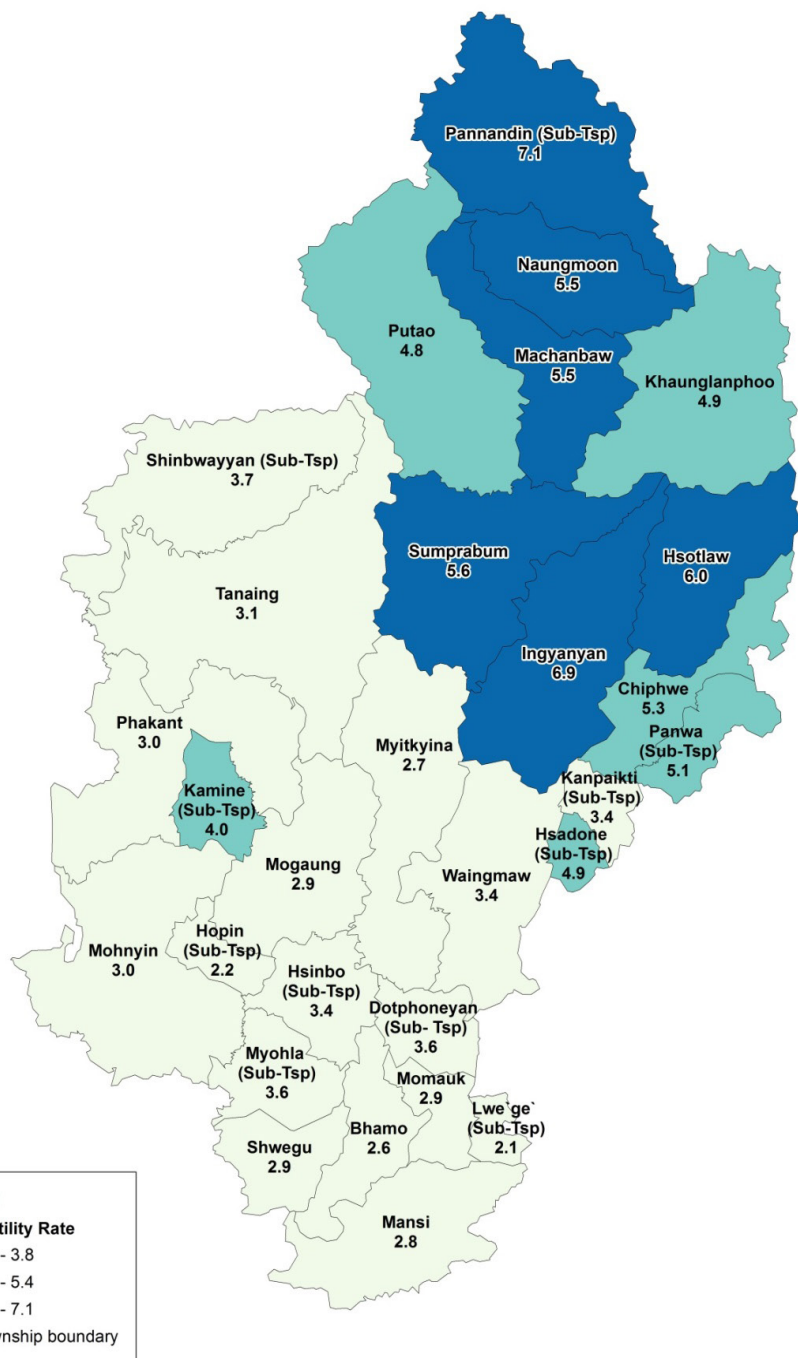 Pannandin (Sub-Tsp)
7.1
Naungmoon
5.5
Putao
4.8
Machanbaw
5.5
Khaunglanphoo
4.9
Shinbwayyan (Sub-Tsp)
3.7
Sumprabum
5.6
Hsotlaw
6.0
Tanaing
3.1
Ingyanyan
6.9
Chiphwe
5.3
Phakant
3.0
Panwa
(Sub-Tsp)
5.1
Myitkyina
2.7
Kanpaikti
(Sub-Tsp)
3.4
Kamine
(Sub-Tsp)
4.0
Hsadone
(Sub-Tsp)
4.9
Mogaung
2.9
Waingmaw
3.4
Hopin
(Sub-Tsp)
2.2
Mohnyin
3.0
Hsinbo
(Sub-Tsp)
3.4
Dotphoneyan
(Sub- Tsp)
3.6
Myohla
(Sub-Tsp)
3.6
Momauk
2.9
Lwe`ge`
(Sub-Tsp)
2.1
Bhamo
2.6
Shwegu
2.9
Mansi
2.8
tility Rate
- 3.8
- 5.4
- 7.1
nship boundary